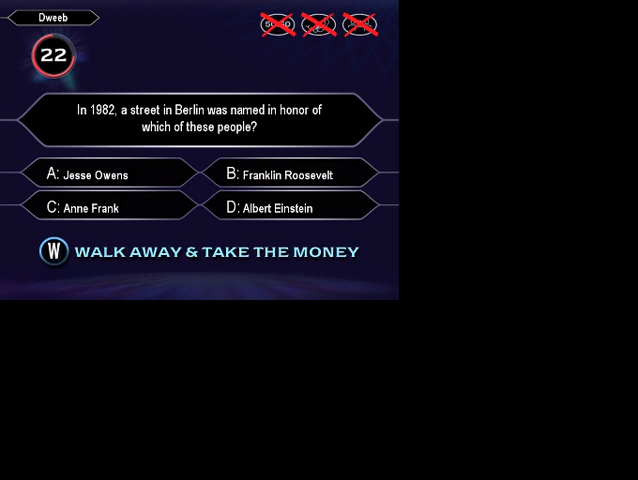 Dweeb
22
In 1982, a street in Berlin was named in honor of
which of these people?
A: Jesse Owens
B: Franklin Roosevelt
C: Anne Frank
D: Albert Einstein
W WALK AWAY & TAKE THE MONEY